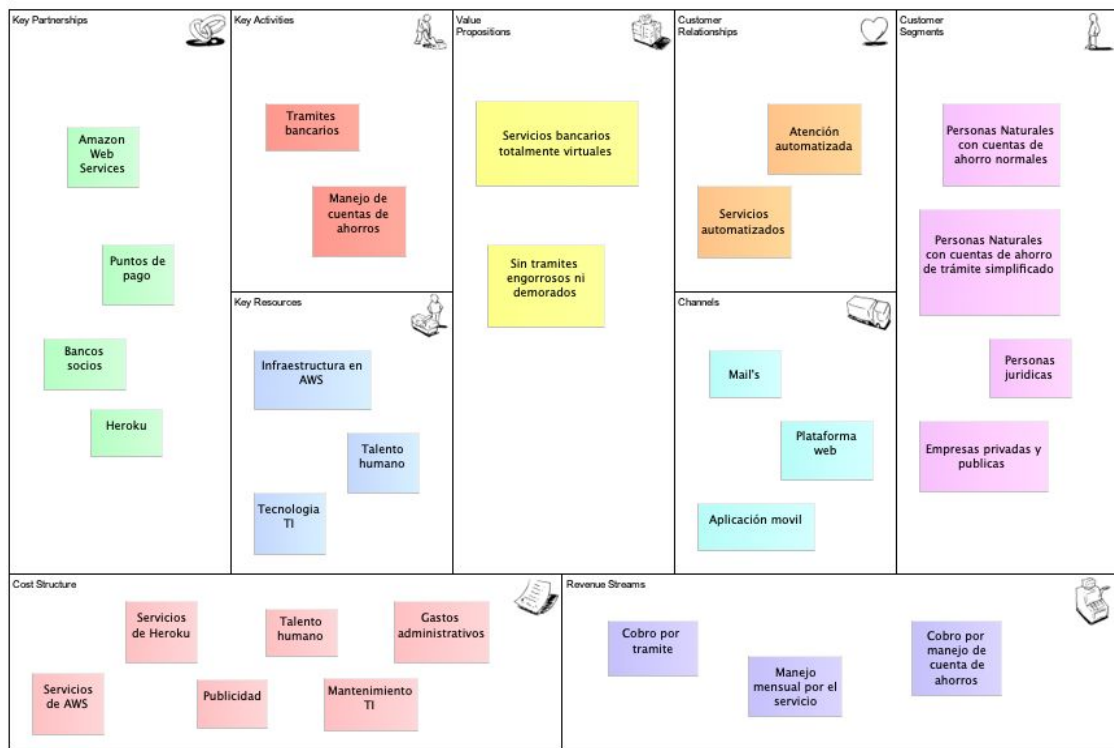 Key Partnerships
Amazon
Web
Services
Puntos de
pago
Bancos
socios
Heroku
Key Activities
Tramites
bancarios
Manejo de
cuentas de
ahorros
Key Resources
Infraestructura en
AWS
Talento
humano
Tecnologia
TI
Value
Propositions
Servicios bancarios
totalmente virtuales
Sin tramites
engorrosos ni
demorados
Customer
Relationships
Atención
automatizada
Servicios
automatizados
Channels
Mail's
Plataforma
web
Aplicación movil
Customer
Segments
Personas Naturales
con cuentas de
ahorro normales
Personas Naturales
con cuentas de ahorro
de trámite simplificado
Personas
juridicas
Empresas privadas y
publicas
Cost Structure
Servicios
de Heroku
Talento
humano
Gastos
administrativos
Servicios
de AWS
Publicidad
Mantenimiento
TI
Revenue Streams
Cobro por
tramite
Manejo
mensual por el
servicio
Cobro por
manejo de
cuenta de
ahorros